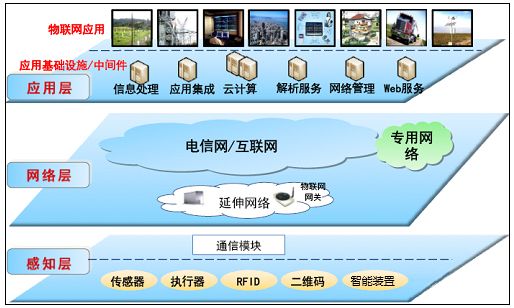 物联网应用
应用基础设施/中间件
应用层
信息处理
应用集成
云计算
解析服务
网络管理
Web服务
电信网/互联网
专用网
络
网络层
物联网
网关
延伸网络
通信模块
感知层
传感器
执行器
RFID
二维码
智能装置